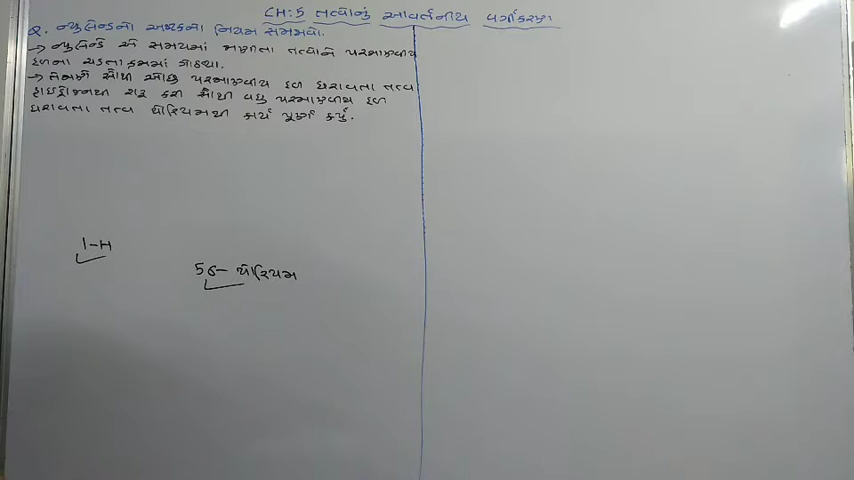 CH:5 તત્વોનું આવર્તનીય વર્ગીકરણ
Q. ન્યુલેન્ડનો અષ્ટકનો નિયમ સમજાવો.
→ ન્યુલેન્ડે એ સમયમાં મળીતા તત્વોને પરમાણ્વીય
દળના ચડતા ક્રમમાં ગોઠવ્યા.
→ તેમણે સૌથી ઓછુ પરમાણ્વીય દળ ધરાવતા તત્વ
હાઇડ્રોજનથી શરૂ કરી સૌથી વધુ પરમાણ્વીય દળ
ધરાવતા તત્વ થોરિયમથી કાર્ય પૂર્ણ કર્યુ.
1-H
56- થોરિયમ